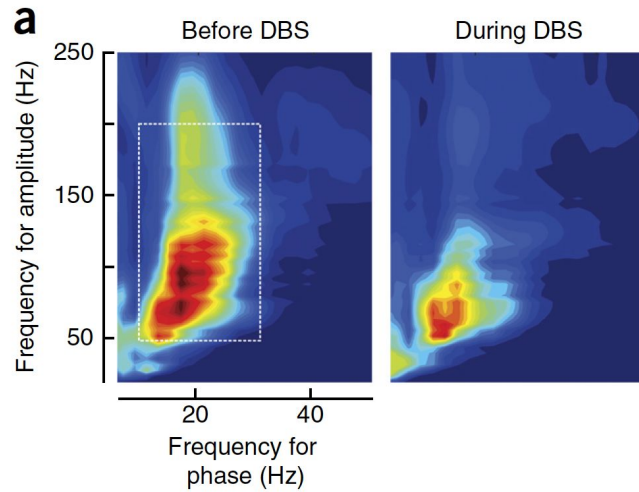 a
Before DBS
During DBS
Frequency for amplitude (Hz)
250
150
50
20
40
Frequency for
phase (Hz)